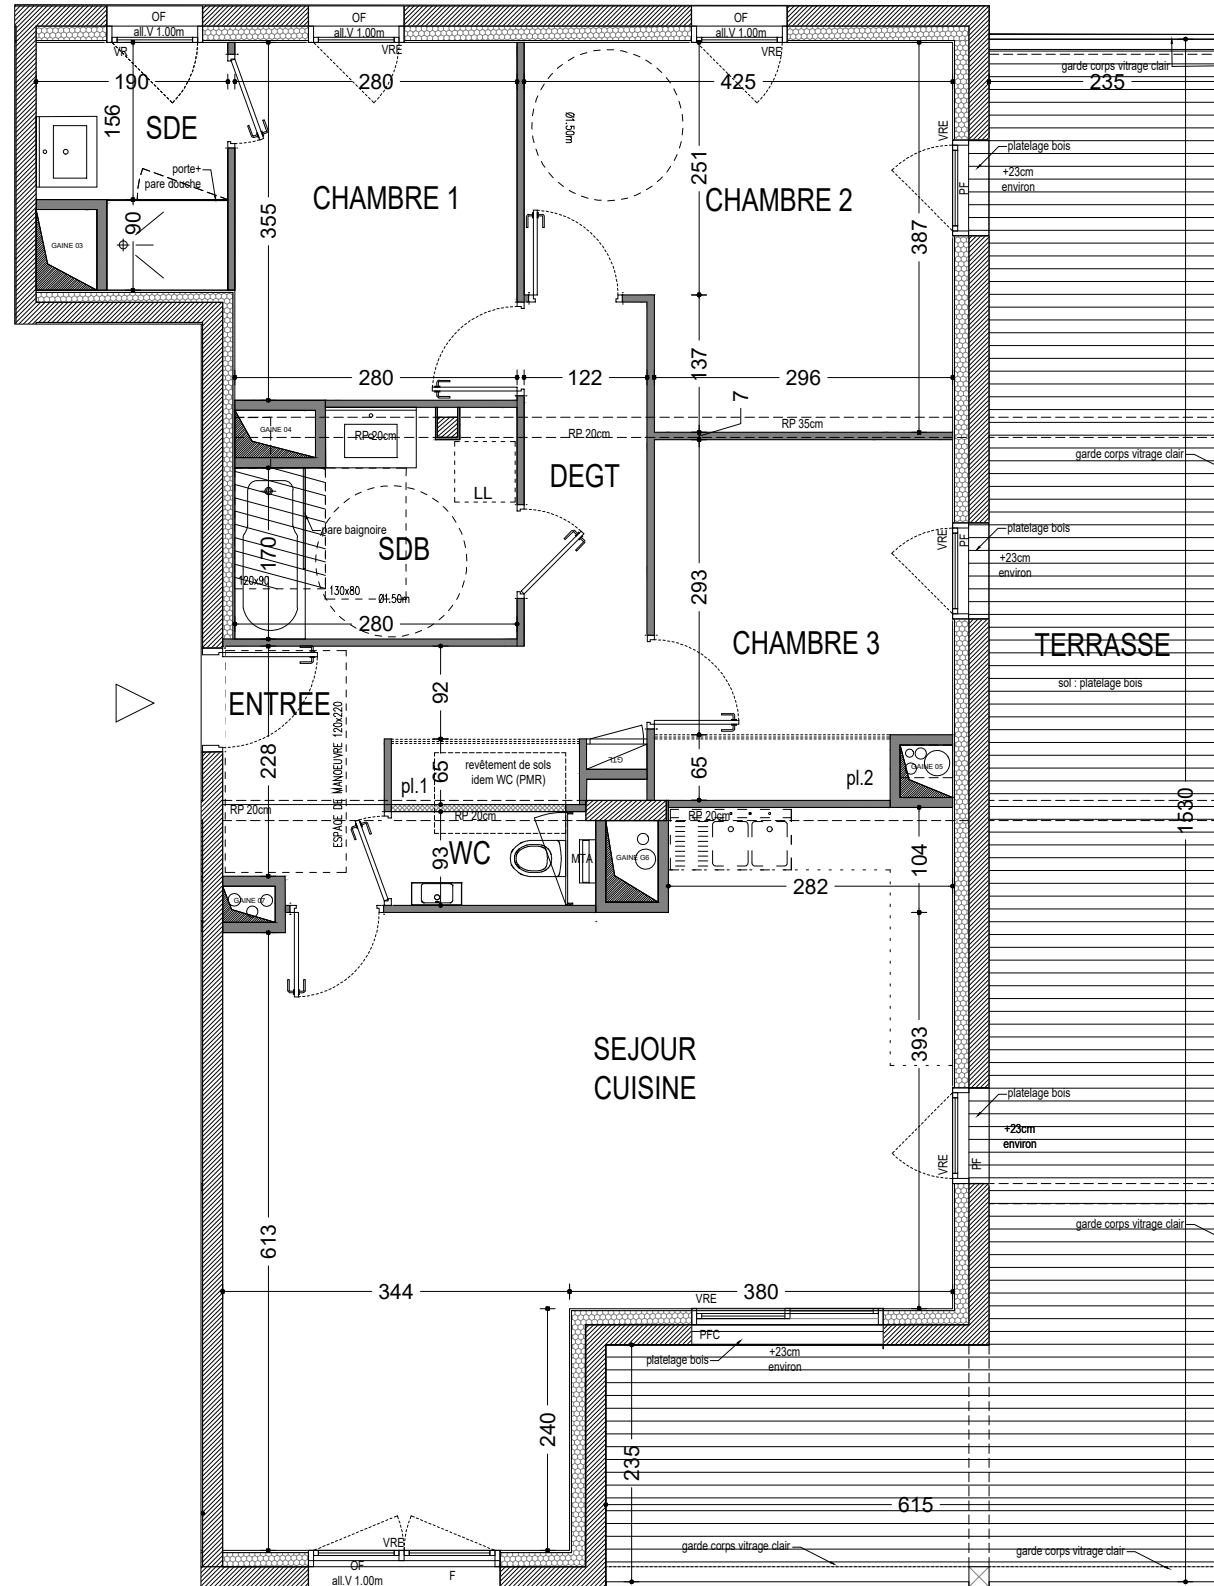 OF
all.V 1.00m
VR
OF
all.V 1.00m
VRE
OF
all.V 1.00m
VRE
garde corps vitrage clair
190
280
425
235
156
SDE
Ø1.50m
VRE
platelage bois
+23cm
environ
PF
porte+
pare douche
251
CHAMBRE 1
CHAMBRE 2
355
387
90
GAINE 03
137
280
122
296
7
GAINE 04
RP 20cm
RP 20cm
RP 35cm
garde corps vitrage clair
DEGT
LL
pare baignoire
SDB
170
120x90
130x80
Ø1.50m
280
293
VRE
PF
platelage bois
+23cm
environ
CHAMBRE 3
TERRASSE
sol : platelage bois
ENTREE
92
228
ESPACE DE MANOEUVRE 120x220
pl.1
65
revêtement de sols
idem WC (PMR)
GTL
65
pl.2
GAINE 05
1530
RP 20cm
RP 20cm
RP 20cm
WC
93
MTA
GAINE G6
104
282
GAINE 07
SEJOUR
CUISINE
393
platelage bois
+23cm
environ
VRE
PF
613
garde corps vitrage clair
344
380
VRE
PFC
platelage bois
+23cm
environ
240
235
615
VRE
OF
all.V 1.00m
F
garde corps vitrage clair
garde corps vitrage clair